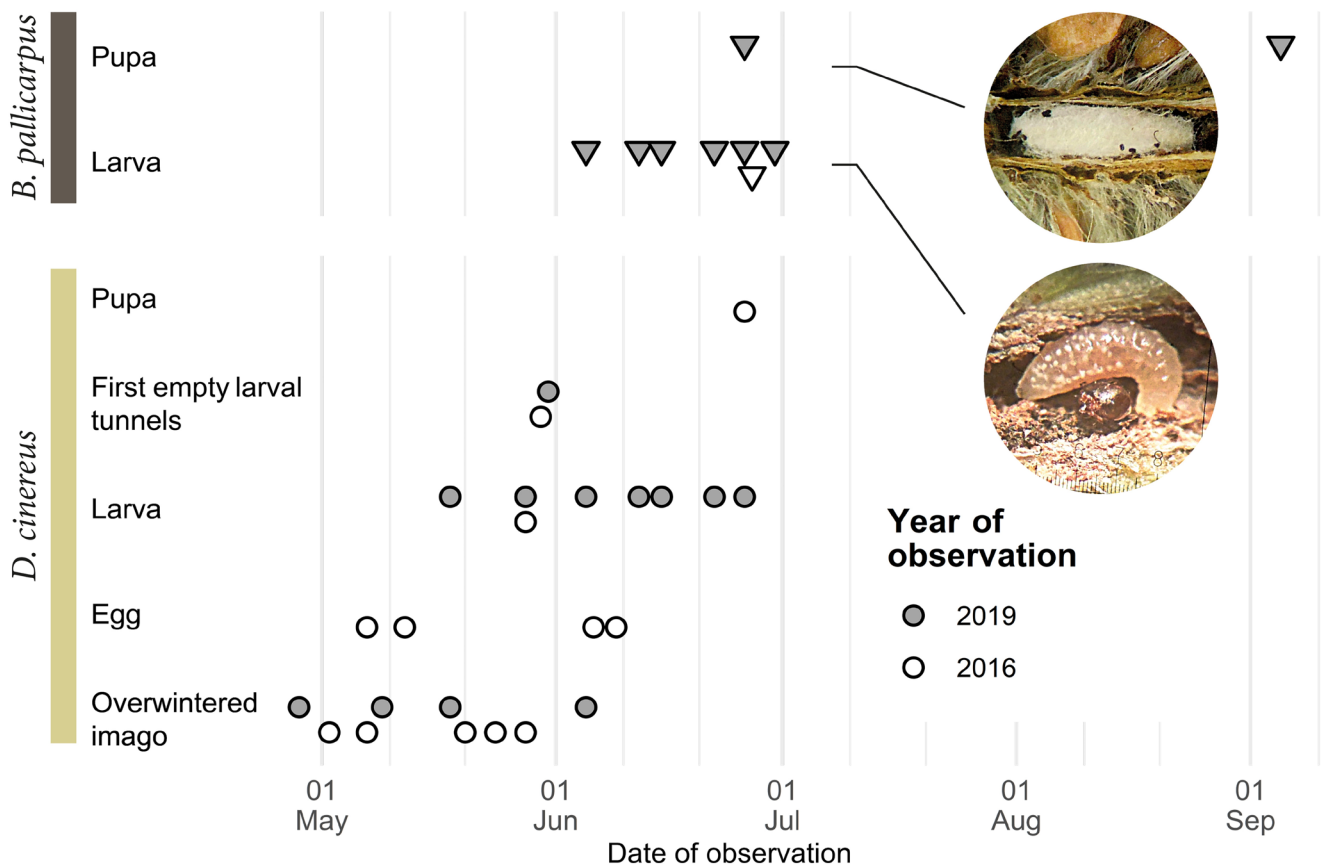 B. pallicarpus
Pupa
Larva
D. cinereus
Pupa
First empty larval
tunnels
Larva
Egg
Overwintered
imago
Year of
observation
2019
2016
01
May
01
Jun
01
Jul
01
Aug
01
Sep
Date of observation